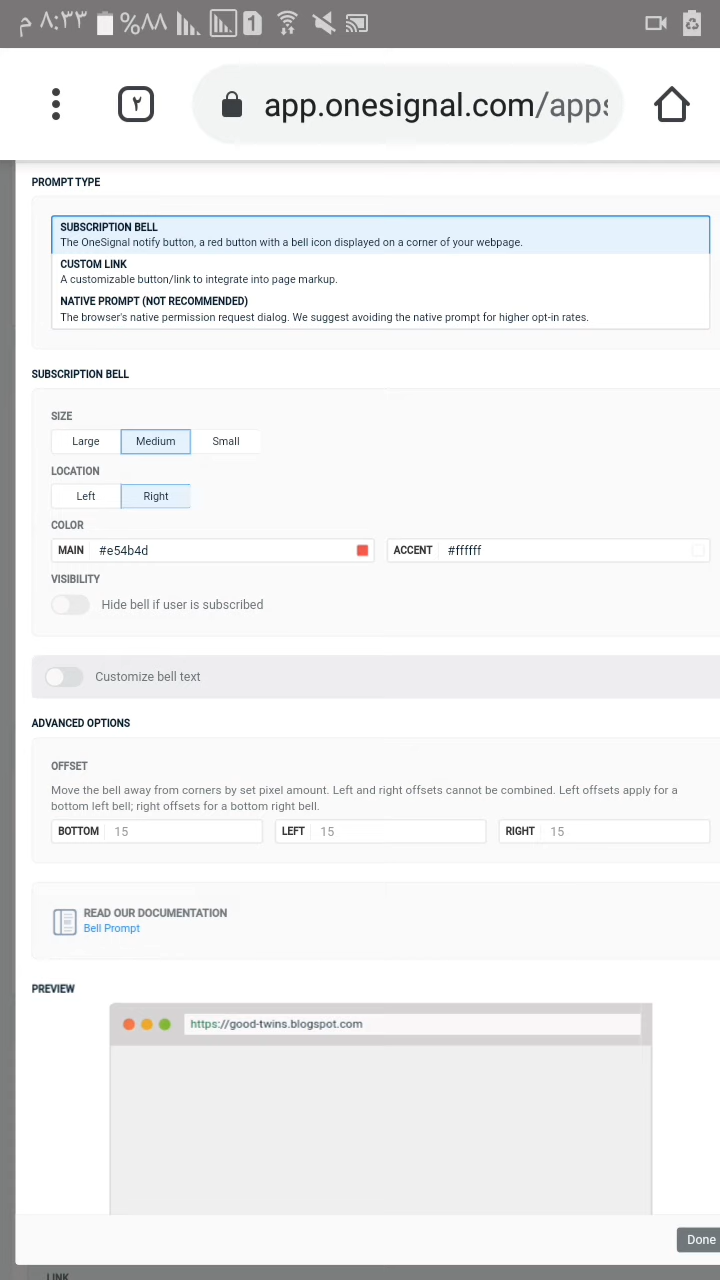 م ٨:٣٣ %٨٨ 1
٢ app.onesignal.com/apps
PROMPT TYPE
SUBSCRIPTION BELL
The OneSignal notify button, a red button with a bell icon displayed on a corner of your webpage.
CUSTOM LINK
A customizable button/link to integrate into page markup.
NATIVE PROMPT (NOT RECOMMENDED)
The browser's native permission request dialog. We suggest avoiding the native prompt for higher opt-in rates.
SUBSCRIPTION BELL
SIZE
Large Medium Small
LOCATION
Left Right
COLOR
MAIN #e54b4d ACCENT #ffffff
VISIBILITY
Hide bell if user is subscribed
Customize bell text
ADVANCED OPTIONS
OFFSET
Move the bell away from corners by set pixel amount. Left and right offsets cannot be combined. Left offsets apply for a
bottom left bell; right offsets for a bottom right bell.
BOTTOM 15 LEFT 15 RIGHT 15
READ OUR DOCUMENTATION
Bell Prompt
PREVIEW
https://good-twins.blogspot.com
Done
LINK